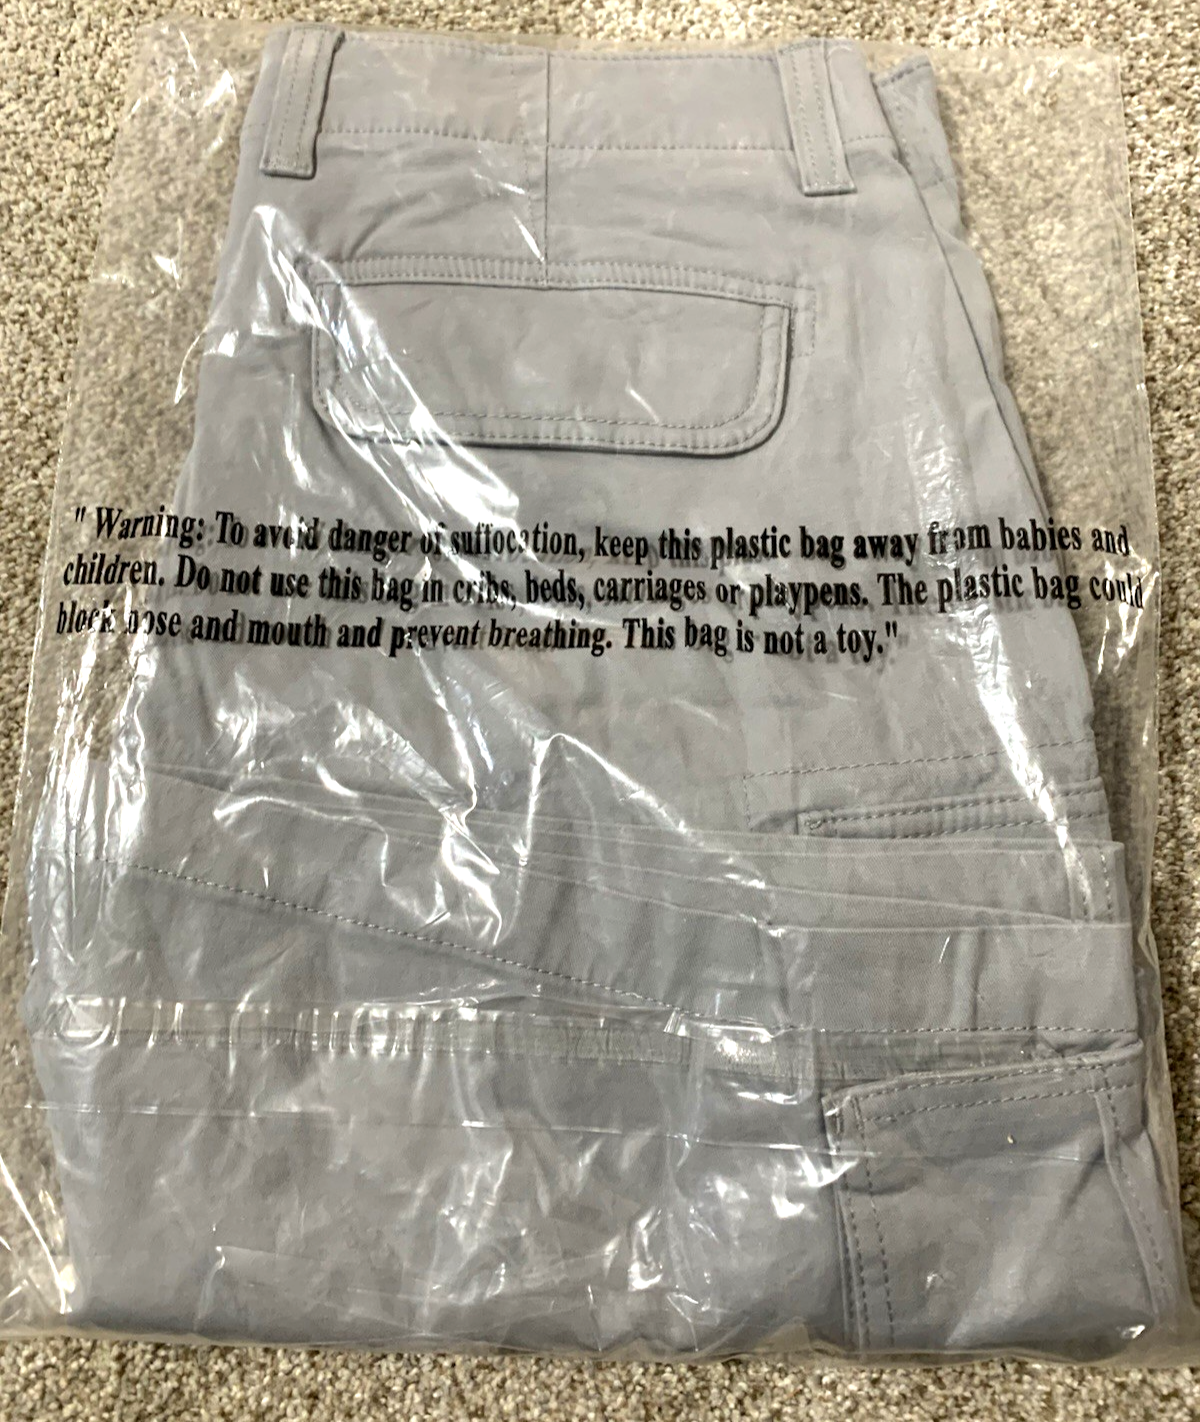 " Warning: To avoid danger of suffocation, keep this plastic bag away from babies and
children. Do not use this bag in cribs, beds, carriages or playpens. The plastic bag could
block nose and mouth and prevent breathing. This bag is not a toy."